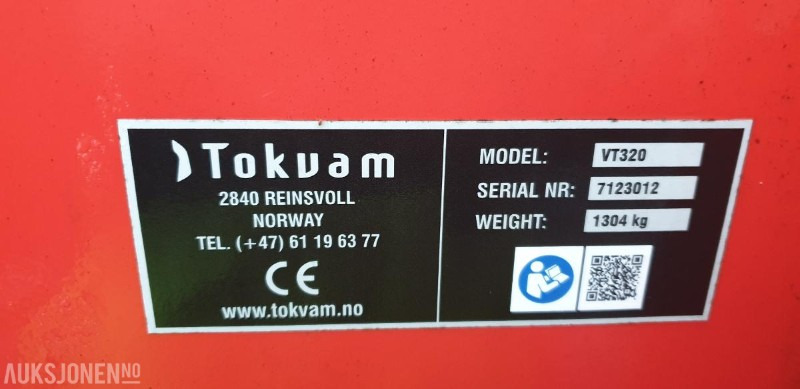 Tokvam
2840 REINSVOLL
NORWAY
TEL. (+47) 61 19 63 77
CE
www.tokvam.no
MODEL: VT320
SERIAL NR: 7123012
WEIGHT: 1304 kg
AUKSJONEN.NO